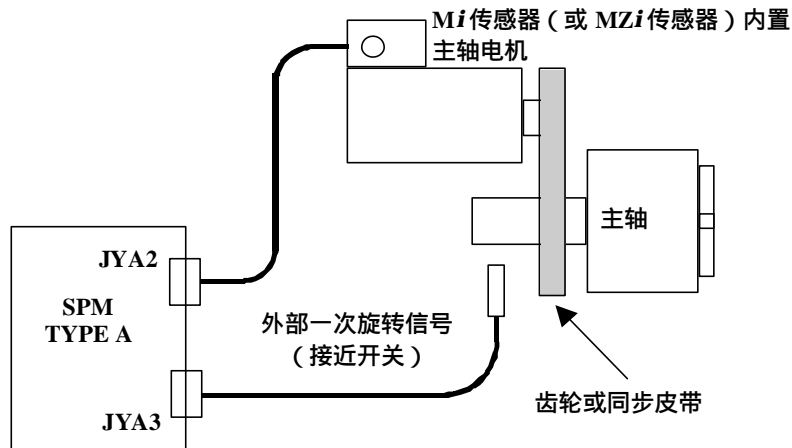 Mi传感器（或 MZi传感器）内置
主轴电机
主轴
JYA2
SPM
TYPE A
外部一次旋转信号
（接近开关）
JYA3
齿轮或同步皮带